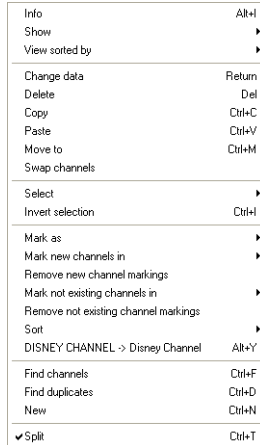 Info Alt+I
Show
View sorted by
Change data Return
Delete Del
Copy Ctrl+C
Paste Ctrl+V
Move to Ctrl+M
Swap channels
Select
Invert selection Ctrl+I
Mark as
Mark new channels in
Remove new channel markings
Mark not existing channels in
Remove not existing channel markings
Sort
DISNEY CHANNEL -> Disney Channel Alt+Y
Find channels Ctrl+F
Find duplicates Ctrl+D
New Ctrl+N
Split Ctrl+T